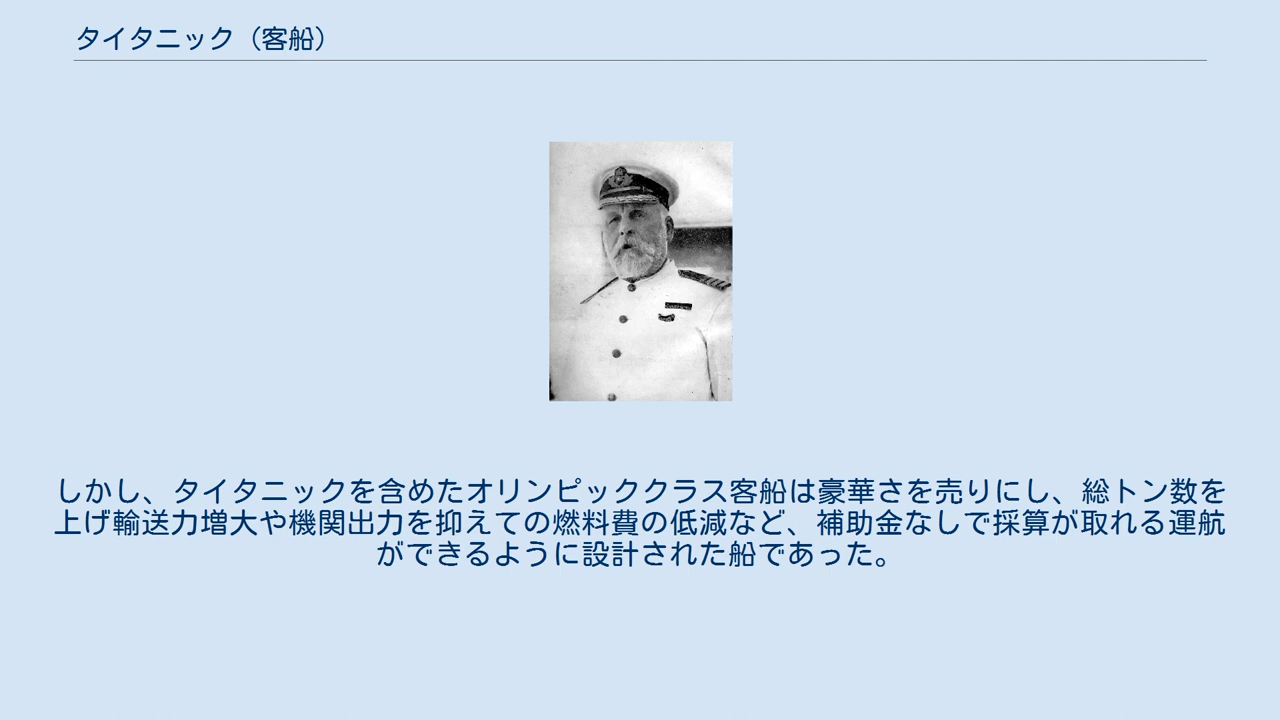 タイタニック（客船）
しかし、タイタニックを含めたオリンピッククラス客船は豪華さを売りにし、総トン数を
上げ輸送力増大や機関出力を抑えての燃料費の低減など、補助金なしで採算が取れる運航
ができるように設計された船であった。